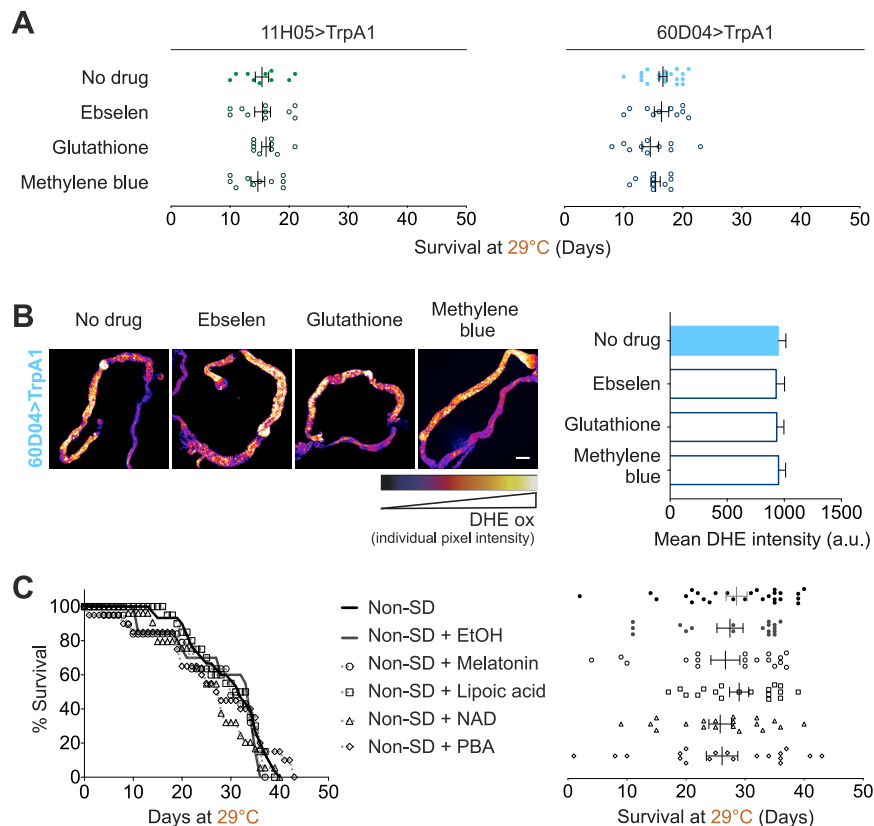 A
11H05>TrpA1
60D04>TrpA1
No drug
Ebselen
Glutathione
Methylene blue
0 10 20 30 40 50
0 10 20 30 40 50
Survival at 29°C (Days)
B
60D04>TrpA1
No drug
Ebselen
Glutathione
Methylene
blue
DHE ox
(individual pixel intensity)
No drug
Ebselen
Glutathione
Methylene
blue
0 500 1000 1500
Mean DHE intensity (a.u.)
C
% Survival
100
80
60
40
20
0
0 10 20 30 40 50
Days at 29°C
Non-SD
Non-SD + EtOH
Non-SD + Melatonin
Non-SD + Lipoic acid
Non-SD + NAD
Non-SD + PBA
0 10 20 30 40 50
Survival at 29°C (Days)